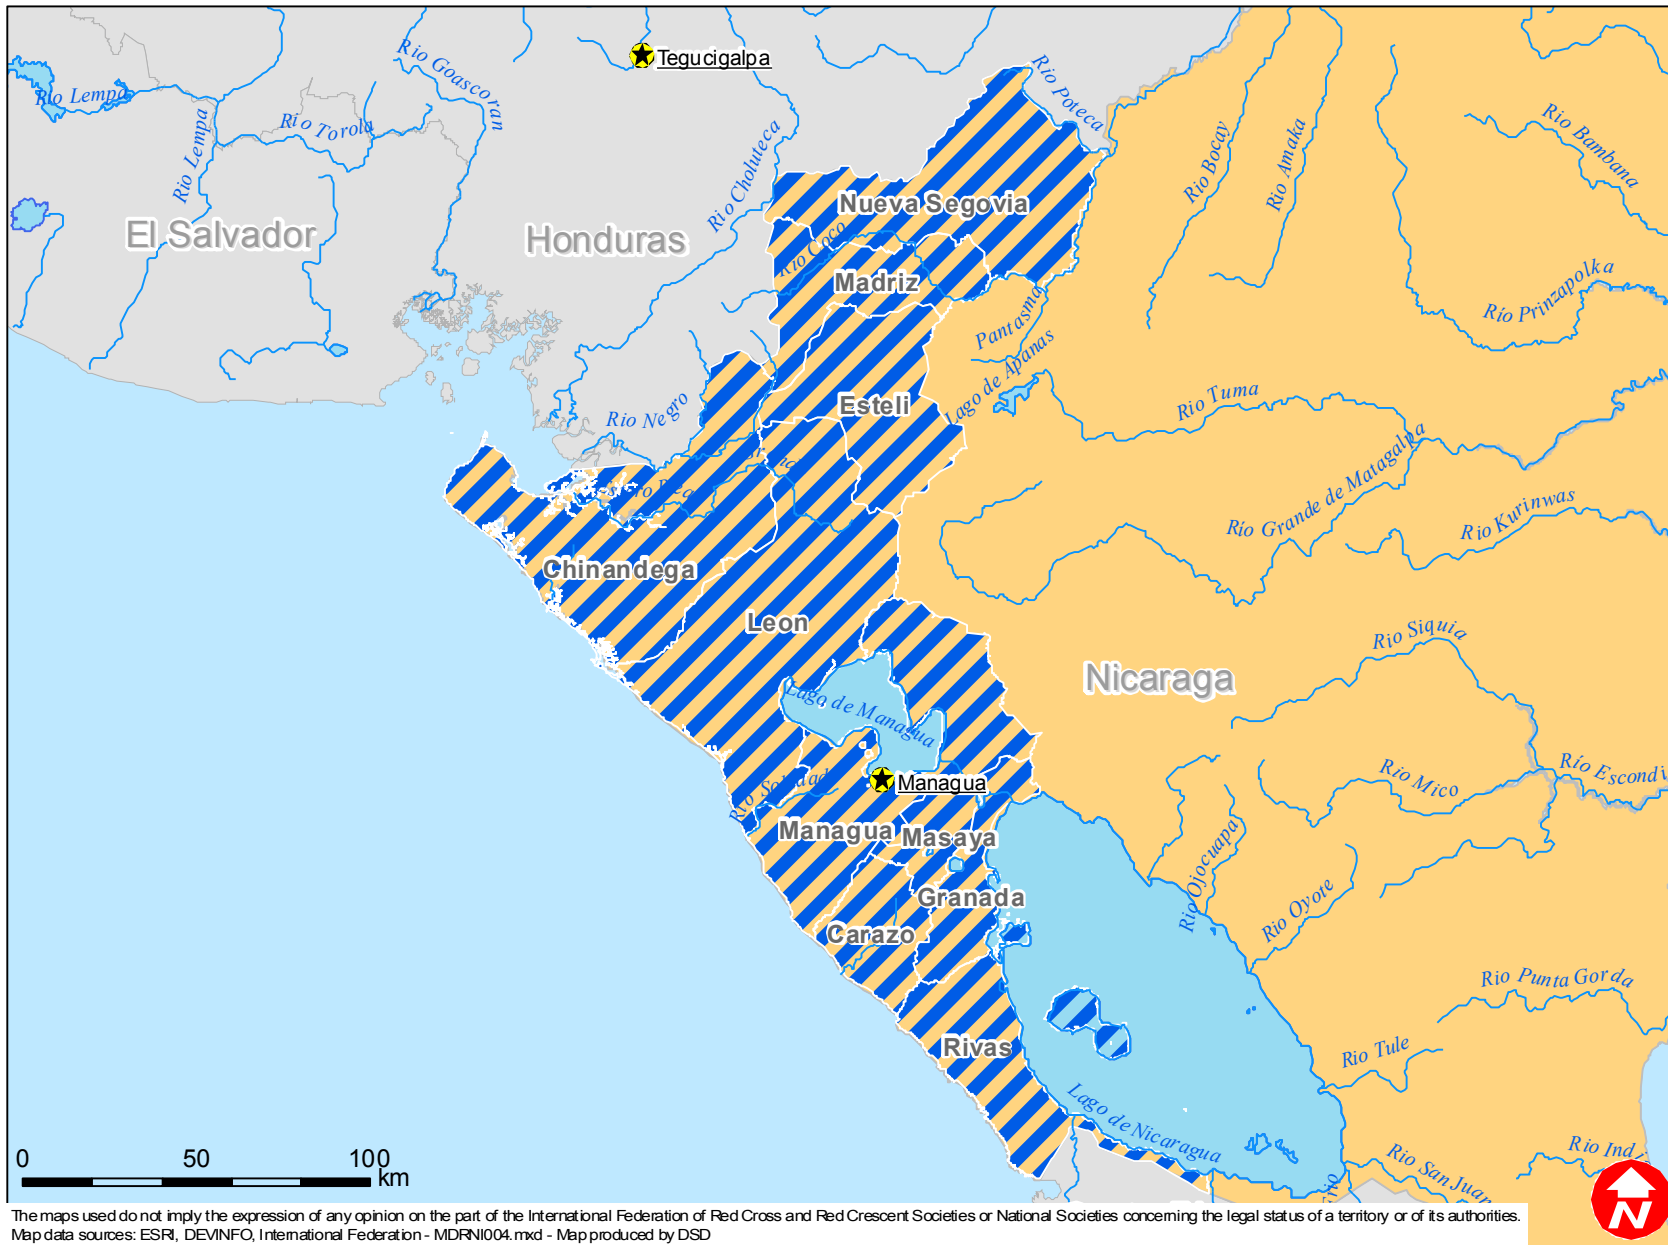 Tegucigalpa
Rio Goascoran
Rio Poteca
Rio Lempa
Rio Lempa
Rio Torola
Rio Choluteca
Rio Bocay
Rio Amaka
Rio Bambana
El Salvador
Honduras
Nueva Segovia
Rio Coco
Madriz
Pantasma
Río Prinzapolka
Lago de Apanas
Rio Negro
Esteli
Rio Tuma
Río Grande de Matagalpa
Rio Kurinwas
Chinandega
Leon
Rio Siquia
Nicaraga
Lago de Managua
Managua
Rio Soledad
Rio Mico
Río Escondi
Managua
Masaya
Rio Ojocuapa
Granada
Rio Oyote
Carazo
Rio Punta Gorda
Rivas
Rio Tule
Lago de Nicaragua
Rio San Juan
Rio Ind
0 50 100
km
N
The maps used do not imply the expression of any opinion on the part of the International Federation of Red Cross and Red Crescent Societies or National Societies concerning the legal status of a territory or of its authorities.
Map data sources: ESRI, DEVINFO, International Federation - MDRNI004.mxd - Map produced by DSD